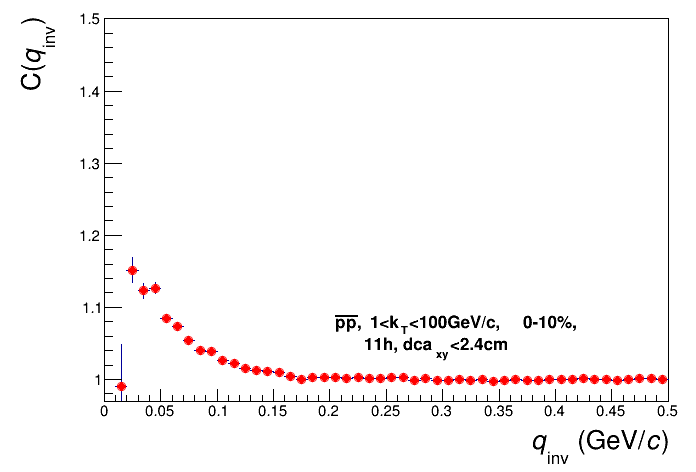 C(q_inv)
1.5
1.4
1.3
1.2
1.1
1
p̅p̅, 1<k_T<100GeV/c, 0-10%,
11h, dca_xy<2.4cm
0 0.05 0.1 0.15 0.2 0.25 0.3 0.35 0.4 0.45 0.5
q_inv (GeV/c)